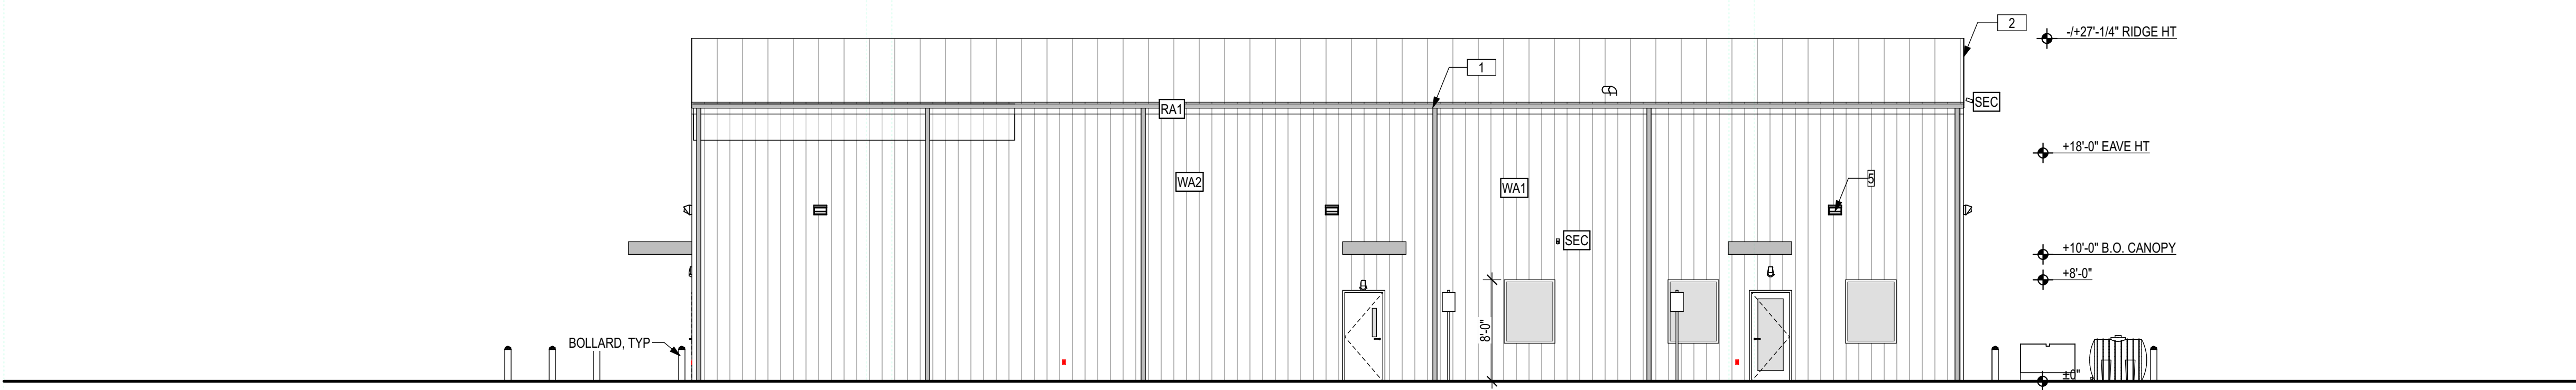 2
-/+27'-1/4" RIDGE HT
1
SEC
RA1
+18'-0" EAVE HT
5
WA2
WA1
SEC
+10'-0" B.O. CANOPY
+8'-0"
8'-0"
BOLLARD, TYP
±0"